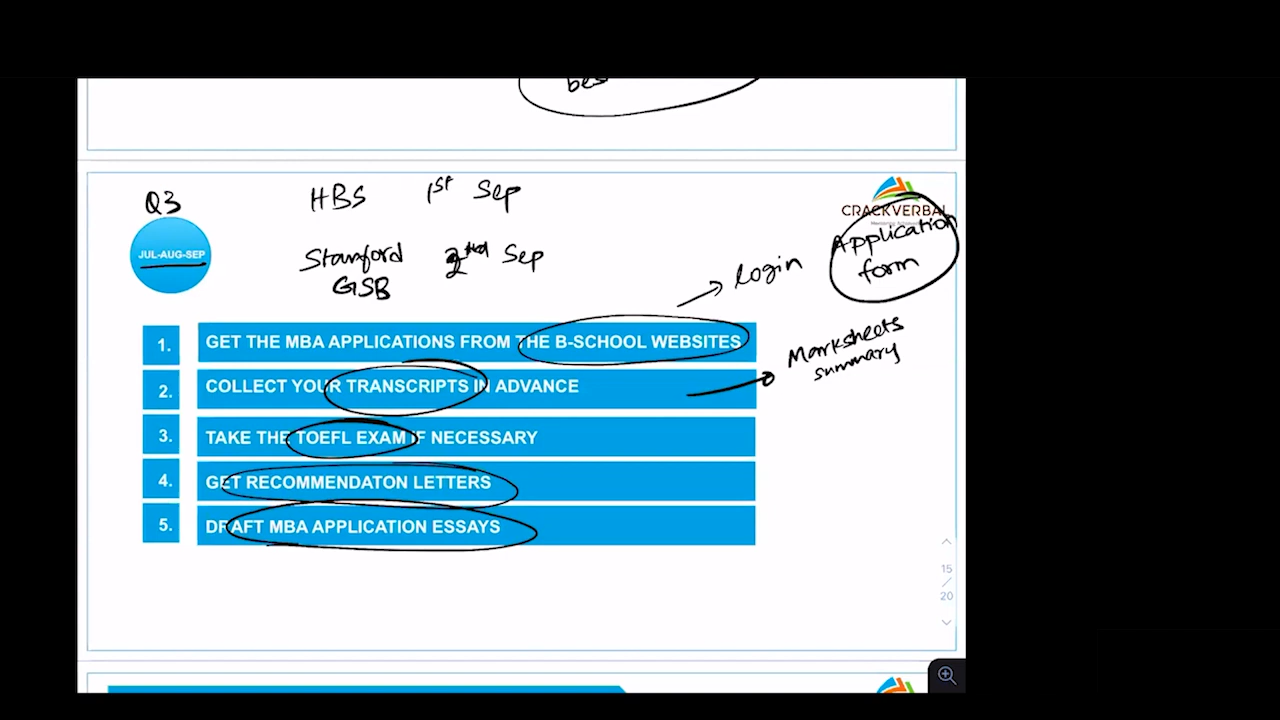 bes
Q3
HBS 1st Sep
CRACKVERBAL
JUL-AUG-SEP
Stanford 2nd Sep
GSB
Application
form
login
1. GET THE MBA APPLICATIONS FROM THE B-SCHOOL WEBSITES
Marksheets
summary
2. COLLECT YOUR TRANSCRIPTS IN ADVANCE
3. TAKE THE TOEFL EXAM IF NECESSARY
4. GET RECOMMENDATON LETTERS
5. DRAFT MBA APPLICATION ESSAYS
15
/
20